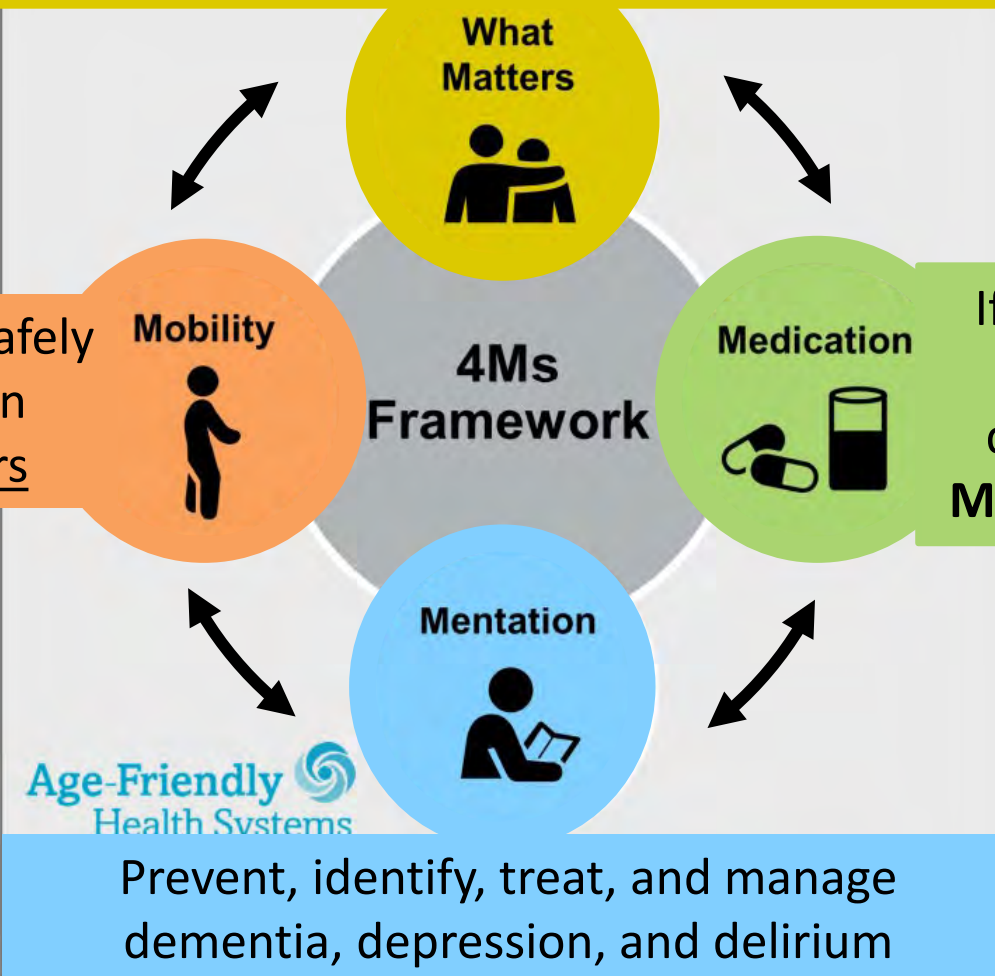 What
Matters
Mobility
4Ms
Framework
Medication
If
M
Mentation
Age-Friendly
Health Systems
Prevent, identify, treat, and manage
dementia, depression, and delirium